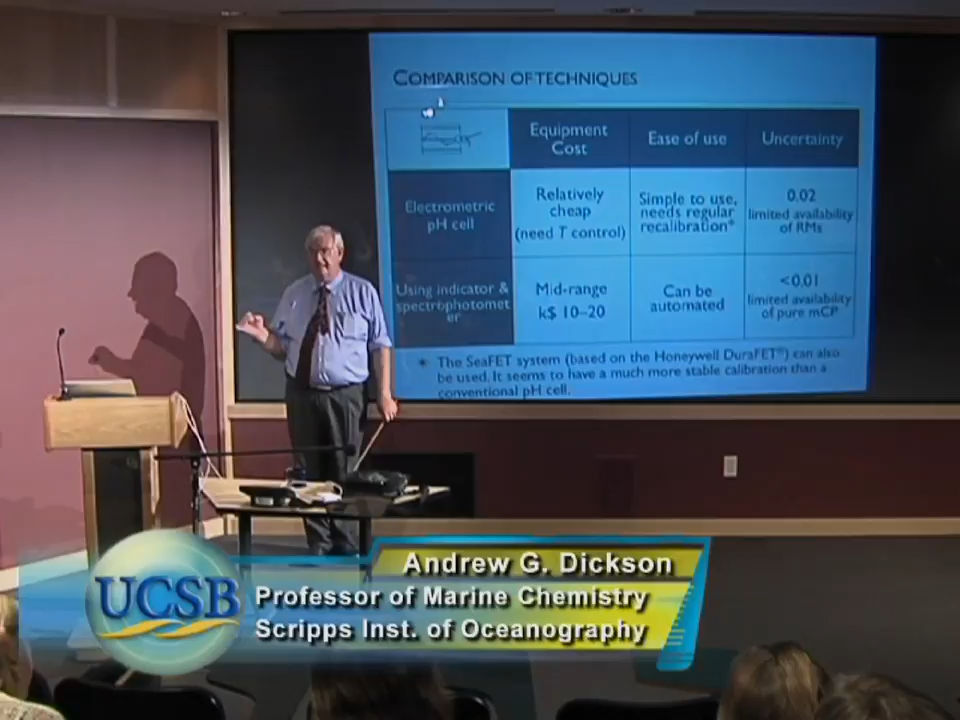 COMPARISON OF TECHNIQUES
Equipment
Cost
Ease of use
Uncertainty
Electrometric
pH cell
Relatively
cheap
(need T control)
Simple to use,
needs regular
recalibration*
0.02
limited availability
of RMs
Using indicator &
spectrophotomet
er
Mid-range
k$ 10–20
Can be
automated
<0.01
limited availability
of pure mCP
* The SeaFET system (based on the Honeywell DuraFET®) can also
be used. It seems to have a much more stable calibration than a
conventional pH cell.
UCSB
Andrew G. Dickson
Professor of Marine Chemistry
Scripps Inst. of Oceanography